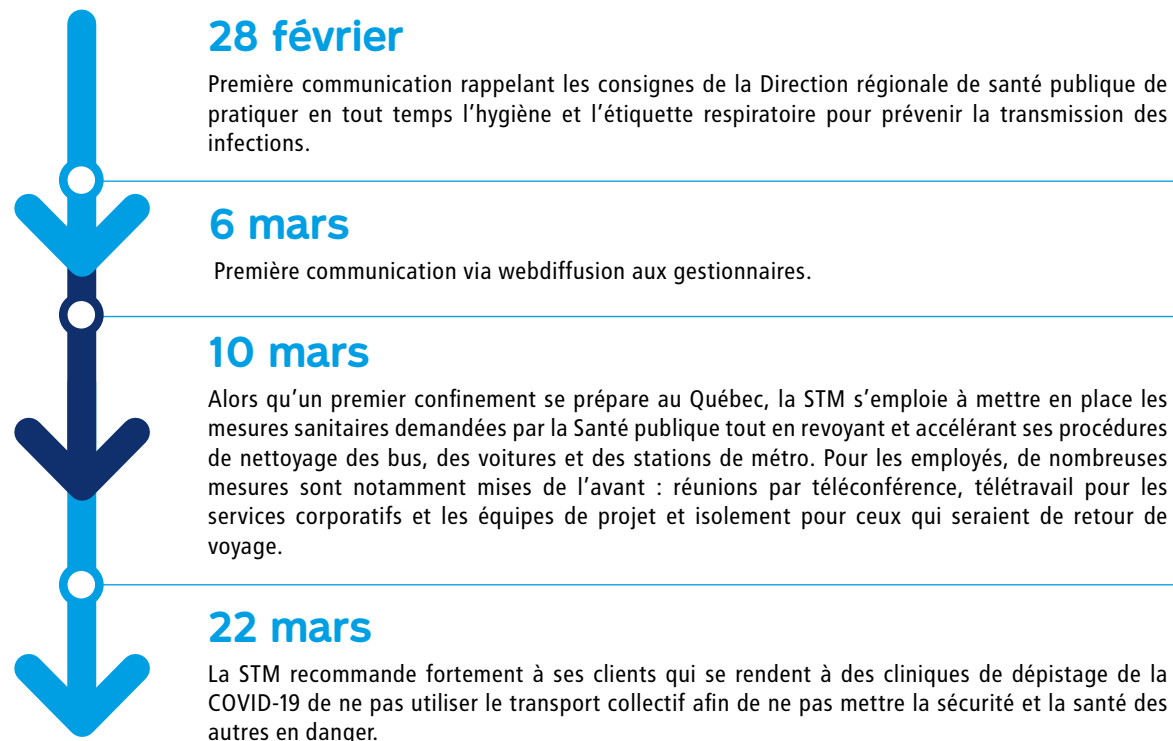 28 février
Première communication rappelant les consignes de la Direction régionale de santé publique de
pratiquer en tout temps l’hygiène et l’étiquette respiratoire pour prévenir la transmission des
infections.
6 mars
Première communication via webdiffusion aux gestionnaires.
10 mars
Alors qu’un premier confinement se prépare au Québec, la STM s’emploie à mettre en place les
mesures sanitaires demandées par la Santé publique tout en revoyant et accélérant ses procédures
de nettoyage des bus, des voitures et des stations de métro. Pour les employés, de nombreuses
mesures sont notamment mises de l’avant : réunions par téléconférence, télétravail pour les
services corporatifs et les équipes de projet et isolement pour ceux qui seraient de retour de
voyage.
22 mars
La STM recommande fortement à ses clients qui se rendent à des cliniques de dépistage de la
COVID-19 de ne pas utiliser le transport collectif afin de ne pas mettre la sécurité et la santé des
autres en danger.